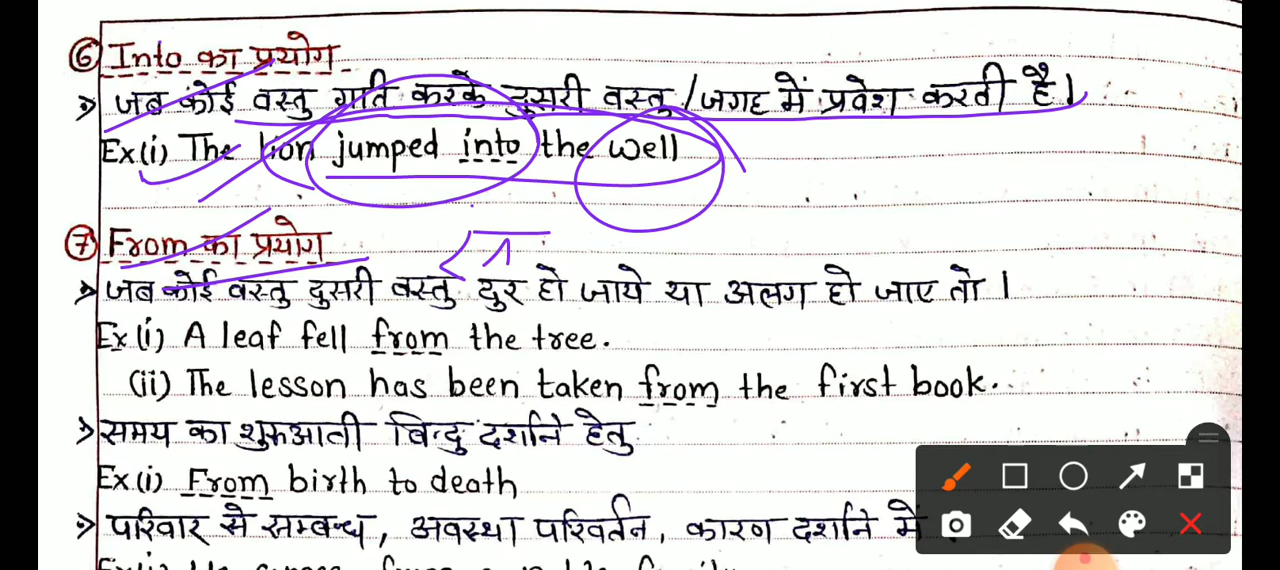 ⑥ Into का प्रयोग
> जब कोई वस्तु गति करके दुसरी वस्तु / जगह में प्रवेश करती है।
Ex(i) The lion jumped into the well
⑦ From का प्रयोग
> जब कोई वस्तु दुसरी वस्तु दुर हो जाये या अलग हो जाए तो ।
Ex(i) A leaf fell from the tree.
(ii) The lesson has been taken from the first book.
> समय का शुरुआती बिन्दु दर्शाने हेतु
Ex(i) From birth to death
> परिवार से सम्बन्ध, अवस्था परिवर्तन, कारण दर्शाने में